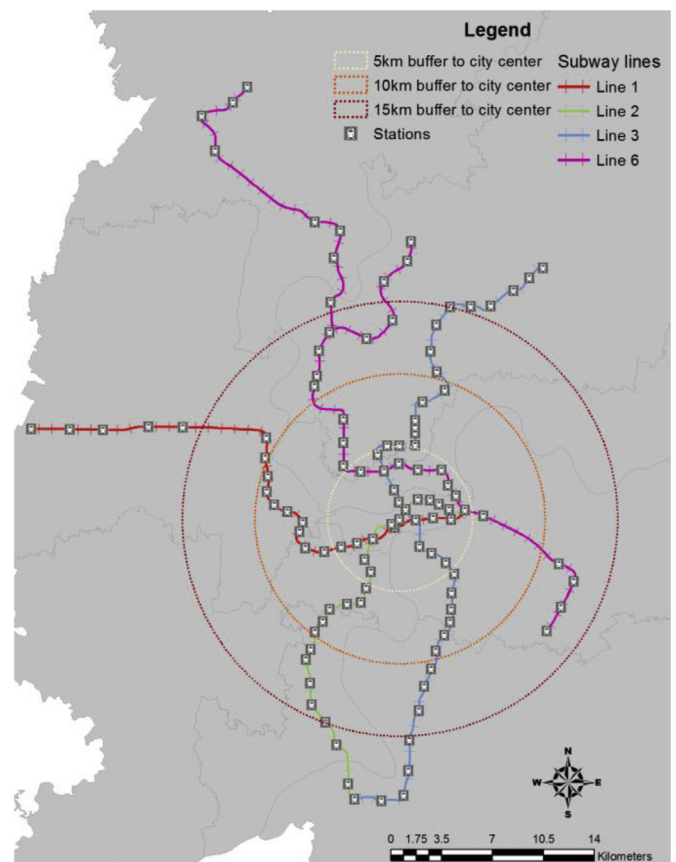 Legend
5km buffer to city center
10km buffer to city center
15km buffer to city center
Stations
Subway lines
Line 1
Line 2
Line 3
Line 6
N
W E
S
0 1.75 3.5 7 10.5 14
Kilometers